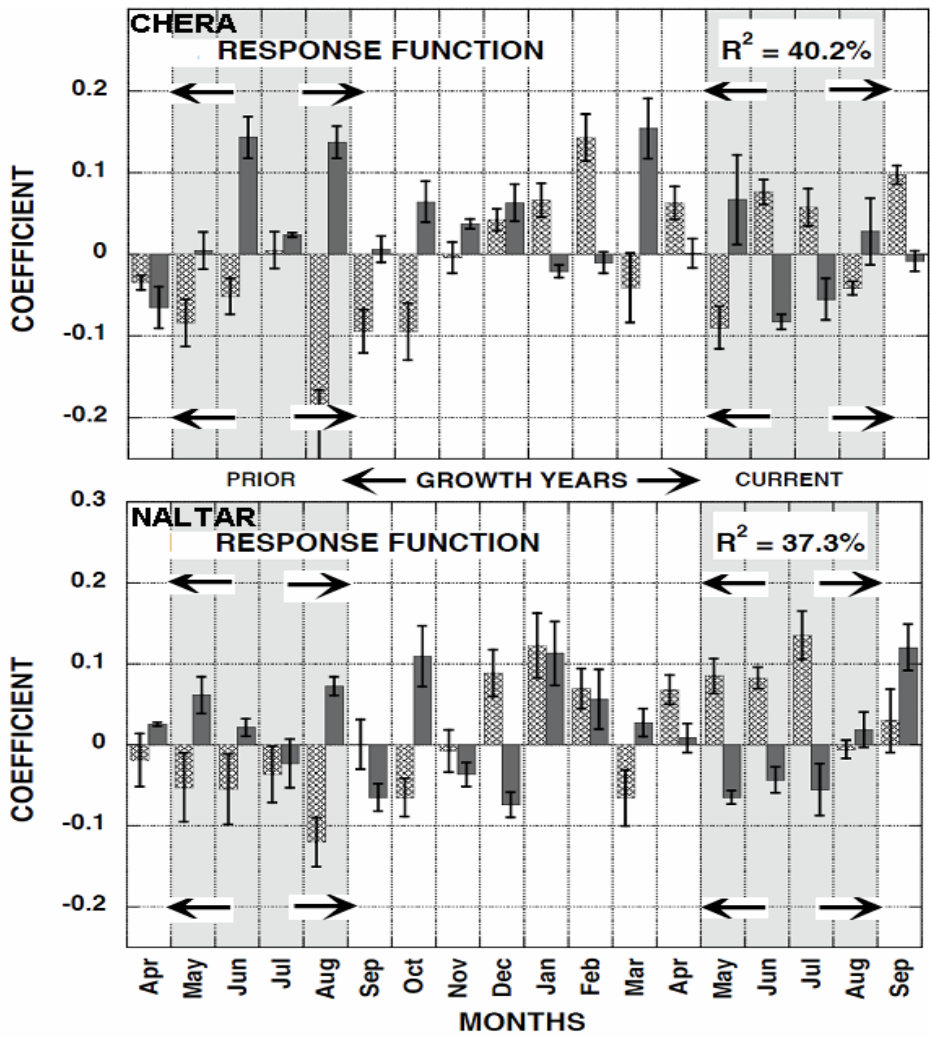 CHERA
RESPONSE FUNCTION
R² = 40.2%
0.2
0.1
0
-0.1
-0.2
COEFFICIENT
PRIOR
GROWTH YEARS
CURRENT
NALTAR
RESPONSE FUNCTION
R² = 37.3%
0.3
0.2
0.1
0
-0.1
-0.2
COEFFICIENT
Apr May Jun Jul Aug Sep Oct Nov Dec Jan Feb Mar Apr May Jun Jul Aug Sep
MONTHS